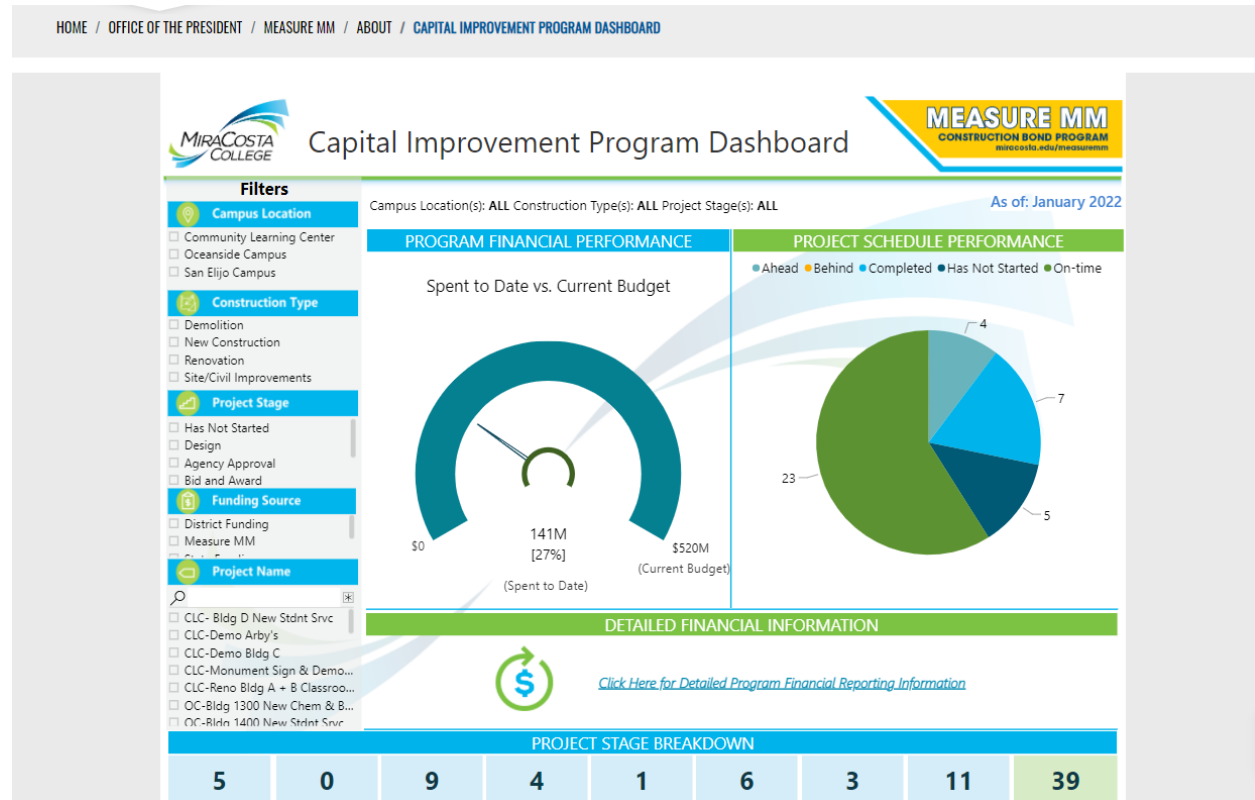 HOME / OFFICE OF THE PRESIDENT / MEASURE MM / ABOUT / CAPITAL IMPROVEMENT PROGRAM DASHBOARD
MIRACOSTA
COLLEGE
Capital Improvement Program Dashboard
MEASURE MM
CONSTRUCTION BOND PROGRAM
miracosta.edu/measuremm
Filters
Campus Location
Community Learning Center
Oceanside Campus
San Elijo Campus
Construction Type
Demolition
New Construction
Renovation
Site/Civil Improvements
Project Stage
Has Not Started
Design
Agency Approval
Bid and Award
Funding Source
District Funding
Measure MM
Project Name
CLC- Bldg D New Stdnt Srvc
CLC-Demo Arby's
CLC-Demo Bldg C
CLC-Monument Sign & Demo...
CLC-Reno Bldg A + B Classroo...
OC-Bldg 1300 New Chem & B...
OC-Bldg 1400 New Stdnt Srvc
Campus Location(s): ALL Construction Type(s): ALL Project Stage(s): ALL
As of: January 2022
PROGRAM FINANCIAL PERFORMANCE
Spent to Date vs. Current Budget
$0
141M
[27%]
(Spent to Date)
$520M
(Current Budget)
PROJECT SCHEDULE PERFORMANCE
Ahead Behind Completed Has Not Started On-time
4
7
23
5
DETAILED FINANCIAL INFORMATION
Click Here for Detailed Program Financial Reporting Information
PROJECT STAGE BREAKDOWN
5 0 9 4 1 6 3 11 39